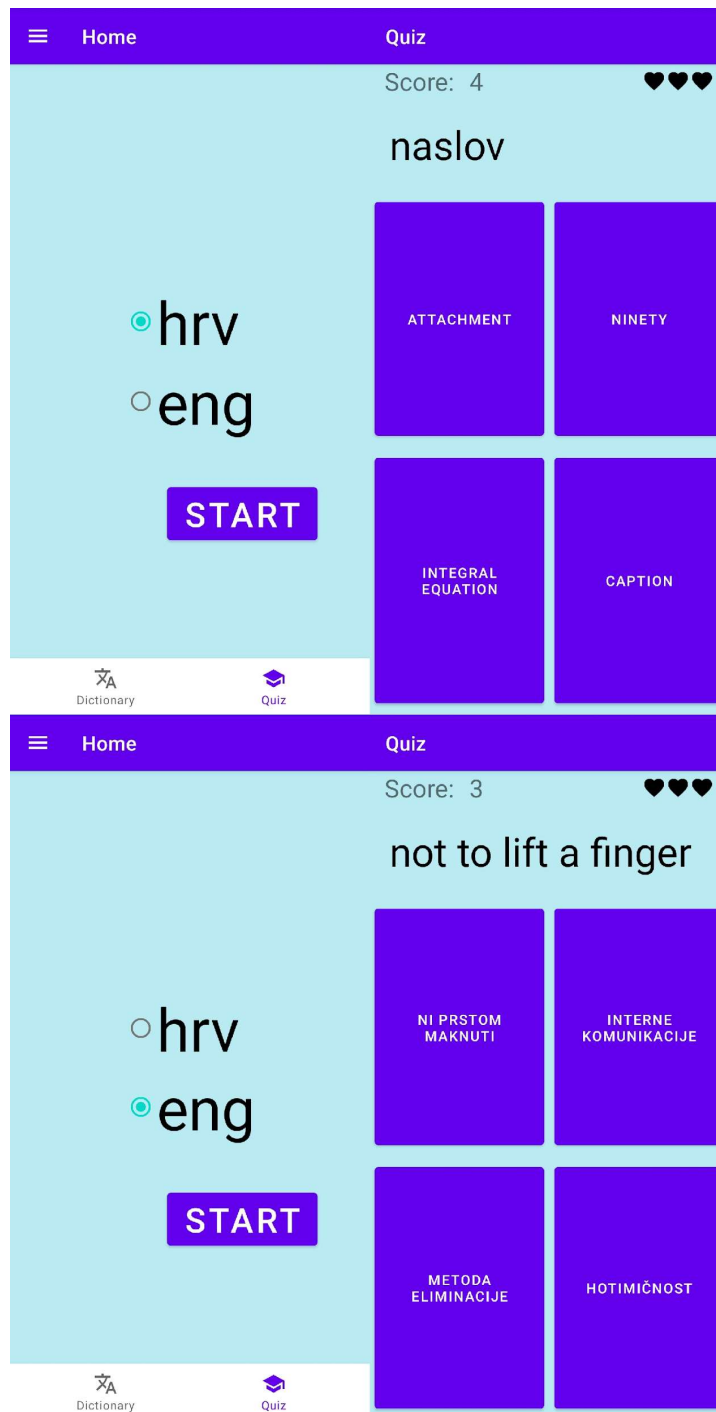 Home
hrv
eng
START
Dictionary
Quiz
Quiz
Score: 4
naslov
ATTACHMENT
NINETY
INTEGRAL
EQUATION
CAPTION
Home
hrv
eng
START
Dictionary
Quiz
Quiz
Score: 3
not to lift a finger
NI PRSTOM
MAKNUTI
INTERNE
KOMUNIKACIJE
METODA
ELIMINACIJE
HOTIMIČNOST